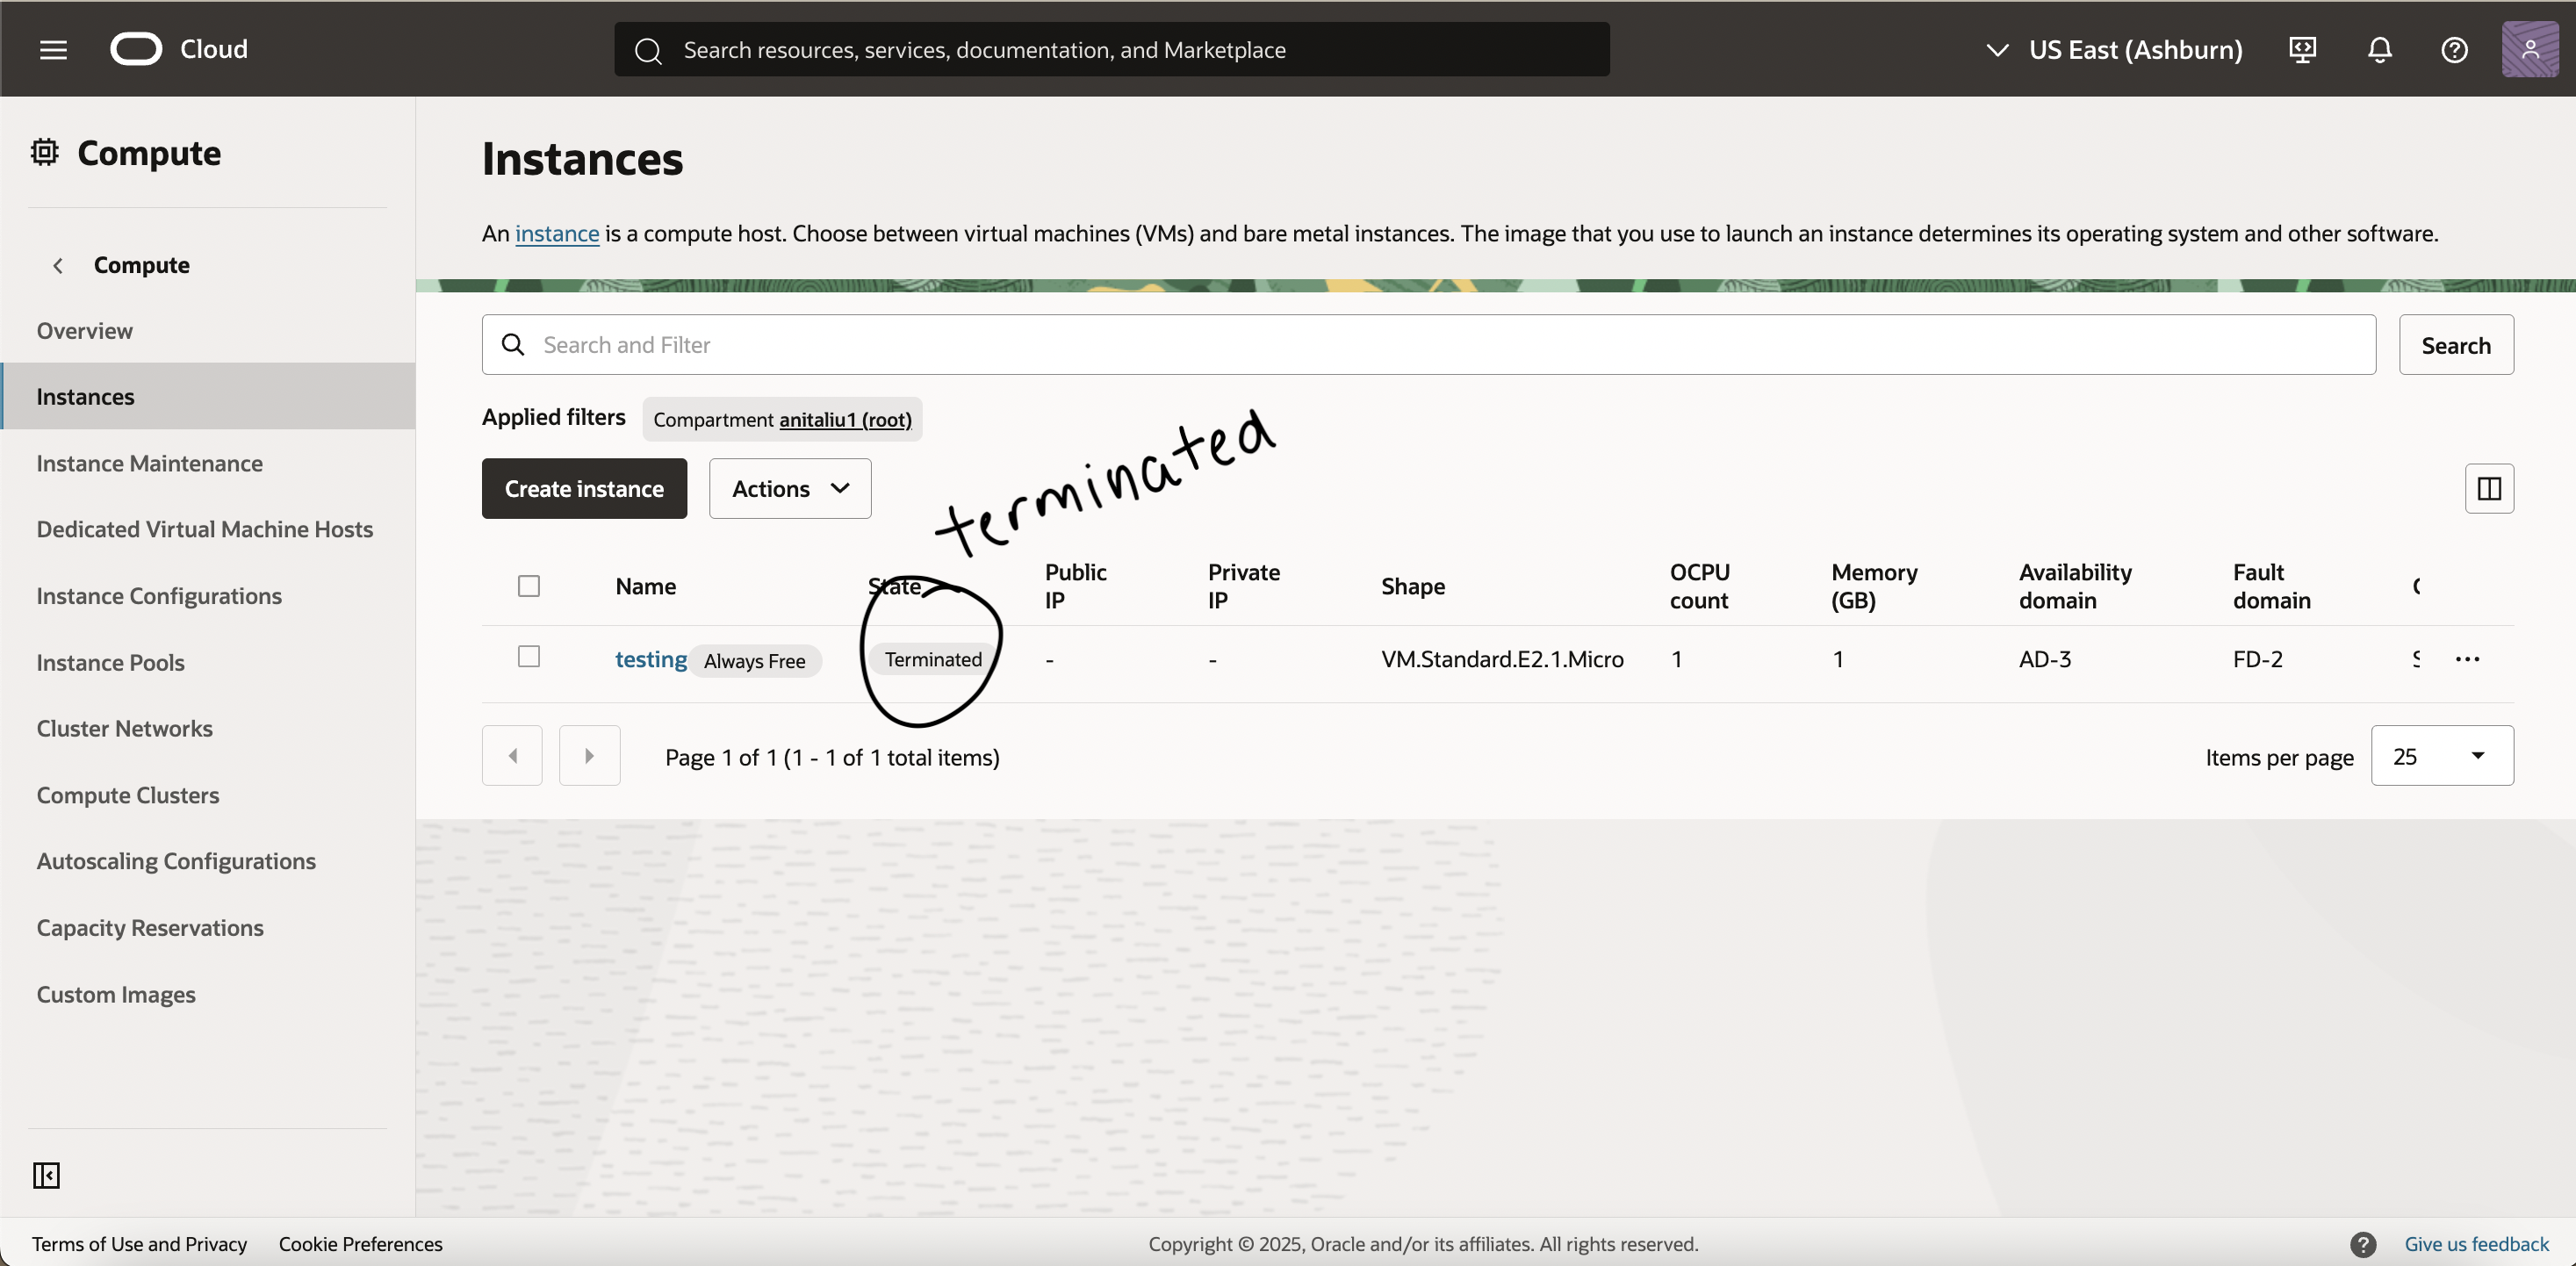 Cloud
Search resources, services, documentation, and Marketplace
US East (Ashburn)
Compute
Compute
Overview
Instances
Instance Maintenance
Dedicated Virtual Machine Hosts
Instance Configurations
Instance Pools
Cluster Networks
Compute Clusters
Autoscaling Configurations
Capacity Reservations
Custom Images
Instances
An instance is a compute host. Choose between virtual machines (VMs) and bare metal instances. The image that you use to launch an instance determines its operating system and other software.
Search and Filter
Search
Applied filters Compartment anitaliu1 (root)
terminated
Create instance Actions
Name State Public IP Private IP Shape OCPU count Memory (GB) Availability domain Fault domain
testing Always Free Terminated - - VM.Standard.E2.1.Micro 1 1 AD-3 FD-2
Page 1 of 1 (1 - 1 of 1 total items)
Items per page 25
Terms of Use and Privacy Cookie Preferences
Copyright © 2025, Oracle and/or its affiliates. All rights reserved.
Give us feedback